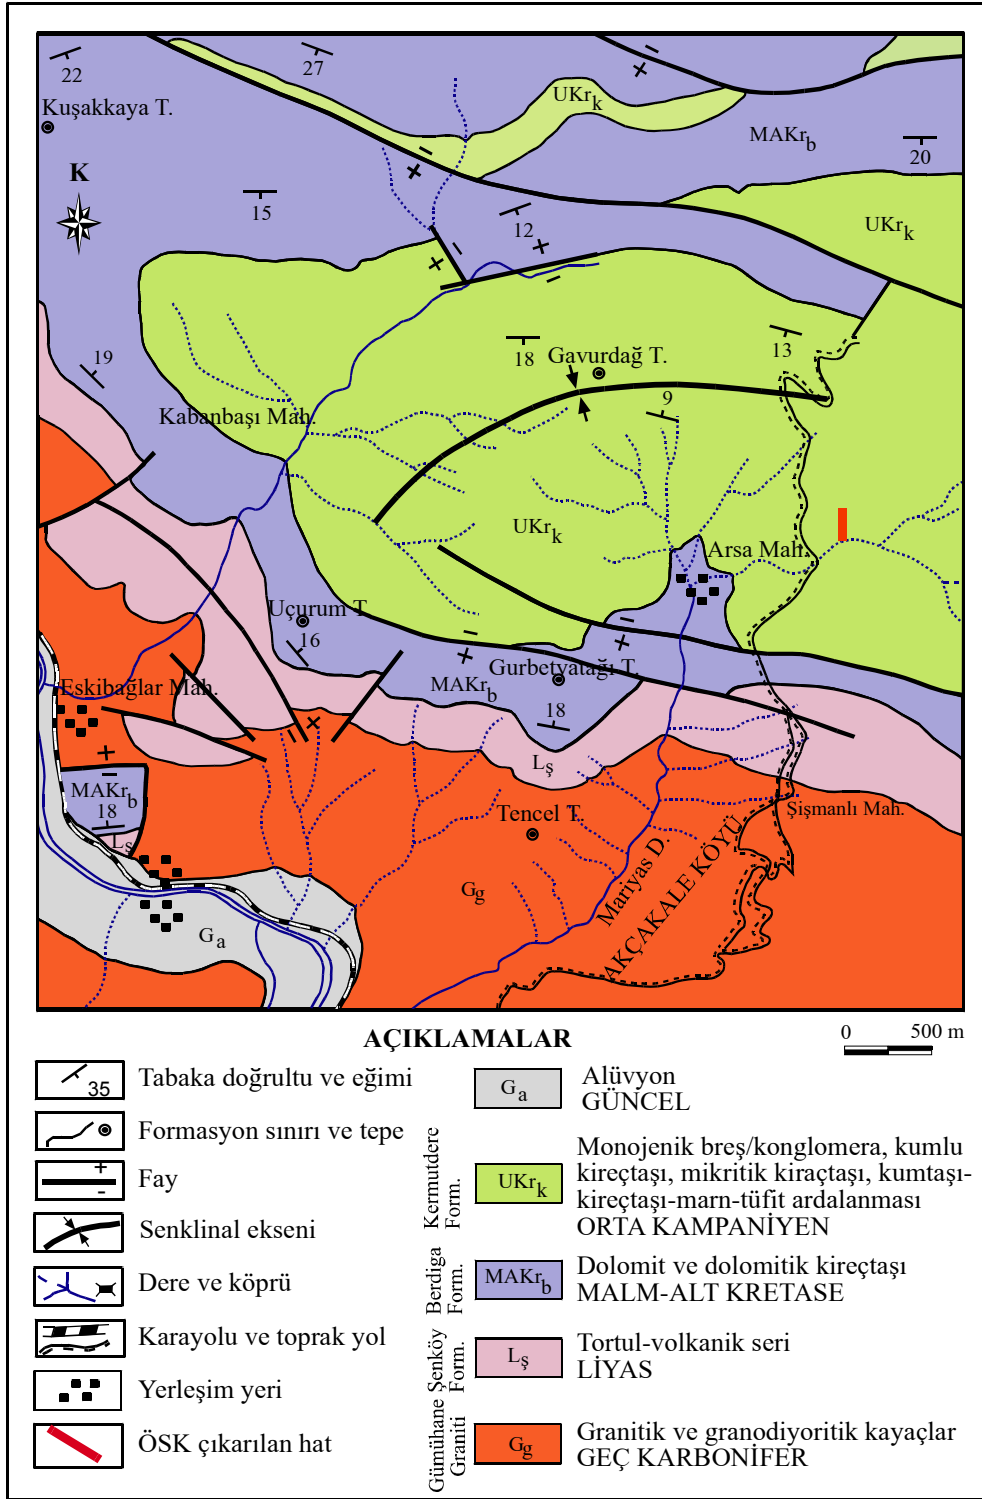 22
27
Kuşakkaya T.
UKrk
MAKrb
20
K
15
12
UKrk
19
18
Gavurdağ T.
13
9
Kabanbaşı Mah.
UKrk
Arsa Mah.
Uçurum T
16
Gurbetyatağı T.
MAKrb
Eskibağlar Mah.
18
Lş
MAKrb
18
Lş
Tencel T.
Şişmanlı Mah.
Gg
Mariyas D.
AKÇAKALE KÖYÜ
Ga
AÇIKLAMALAR
0 500 m
35
Tabaka doğrultu ve eğimi
Formasyon sınırı ve tepe
+
-
Fay
Senklinal ekseni
Dere ve köprü
Karayolu ve toprak yol
Yerleşim yeri
ÖSK çıkarılan hat
Ga
Alüvyon
GÜNCEL
Kermutdere
Form.
UKrk
Monojenik breş/konglomera, kumlu
kireçtaşı, mikritik kiraçtaşı, kumtaşı-
kireçtaşı-marn-tüfit ardalanması
ORTA KAMPANİYEN
Berdiga
Form.
MAKrb
Dolomit ve dolomitik kireçtaşı
MALM-ALT KRETASE
Şenköy
Form.
Lş
Tortul-volkanik seri
LİYAS
Gümühane
Graniti
Gg
Granitik ve granodiyoritik kayaçlar
GEÇ KARBONİFER